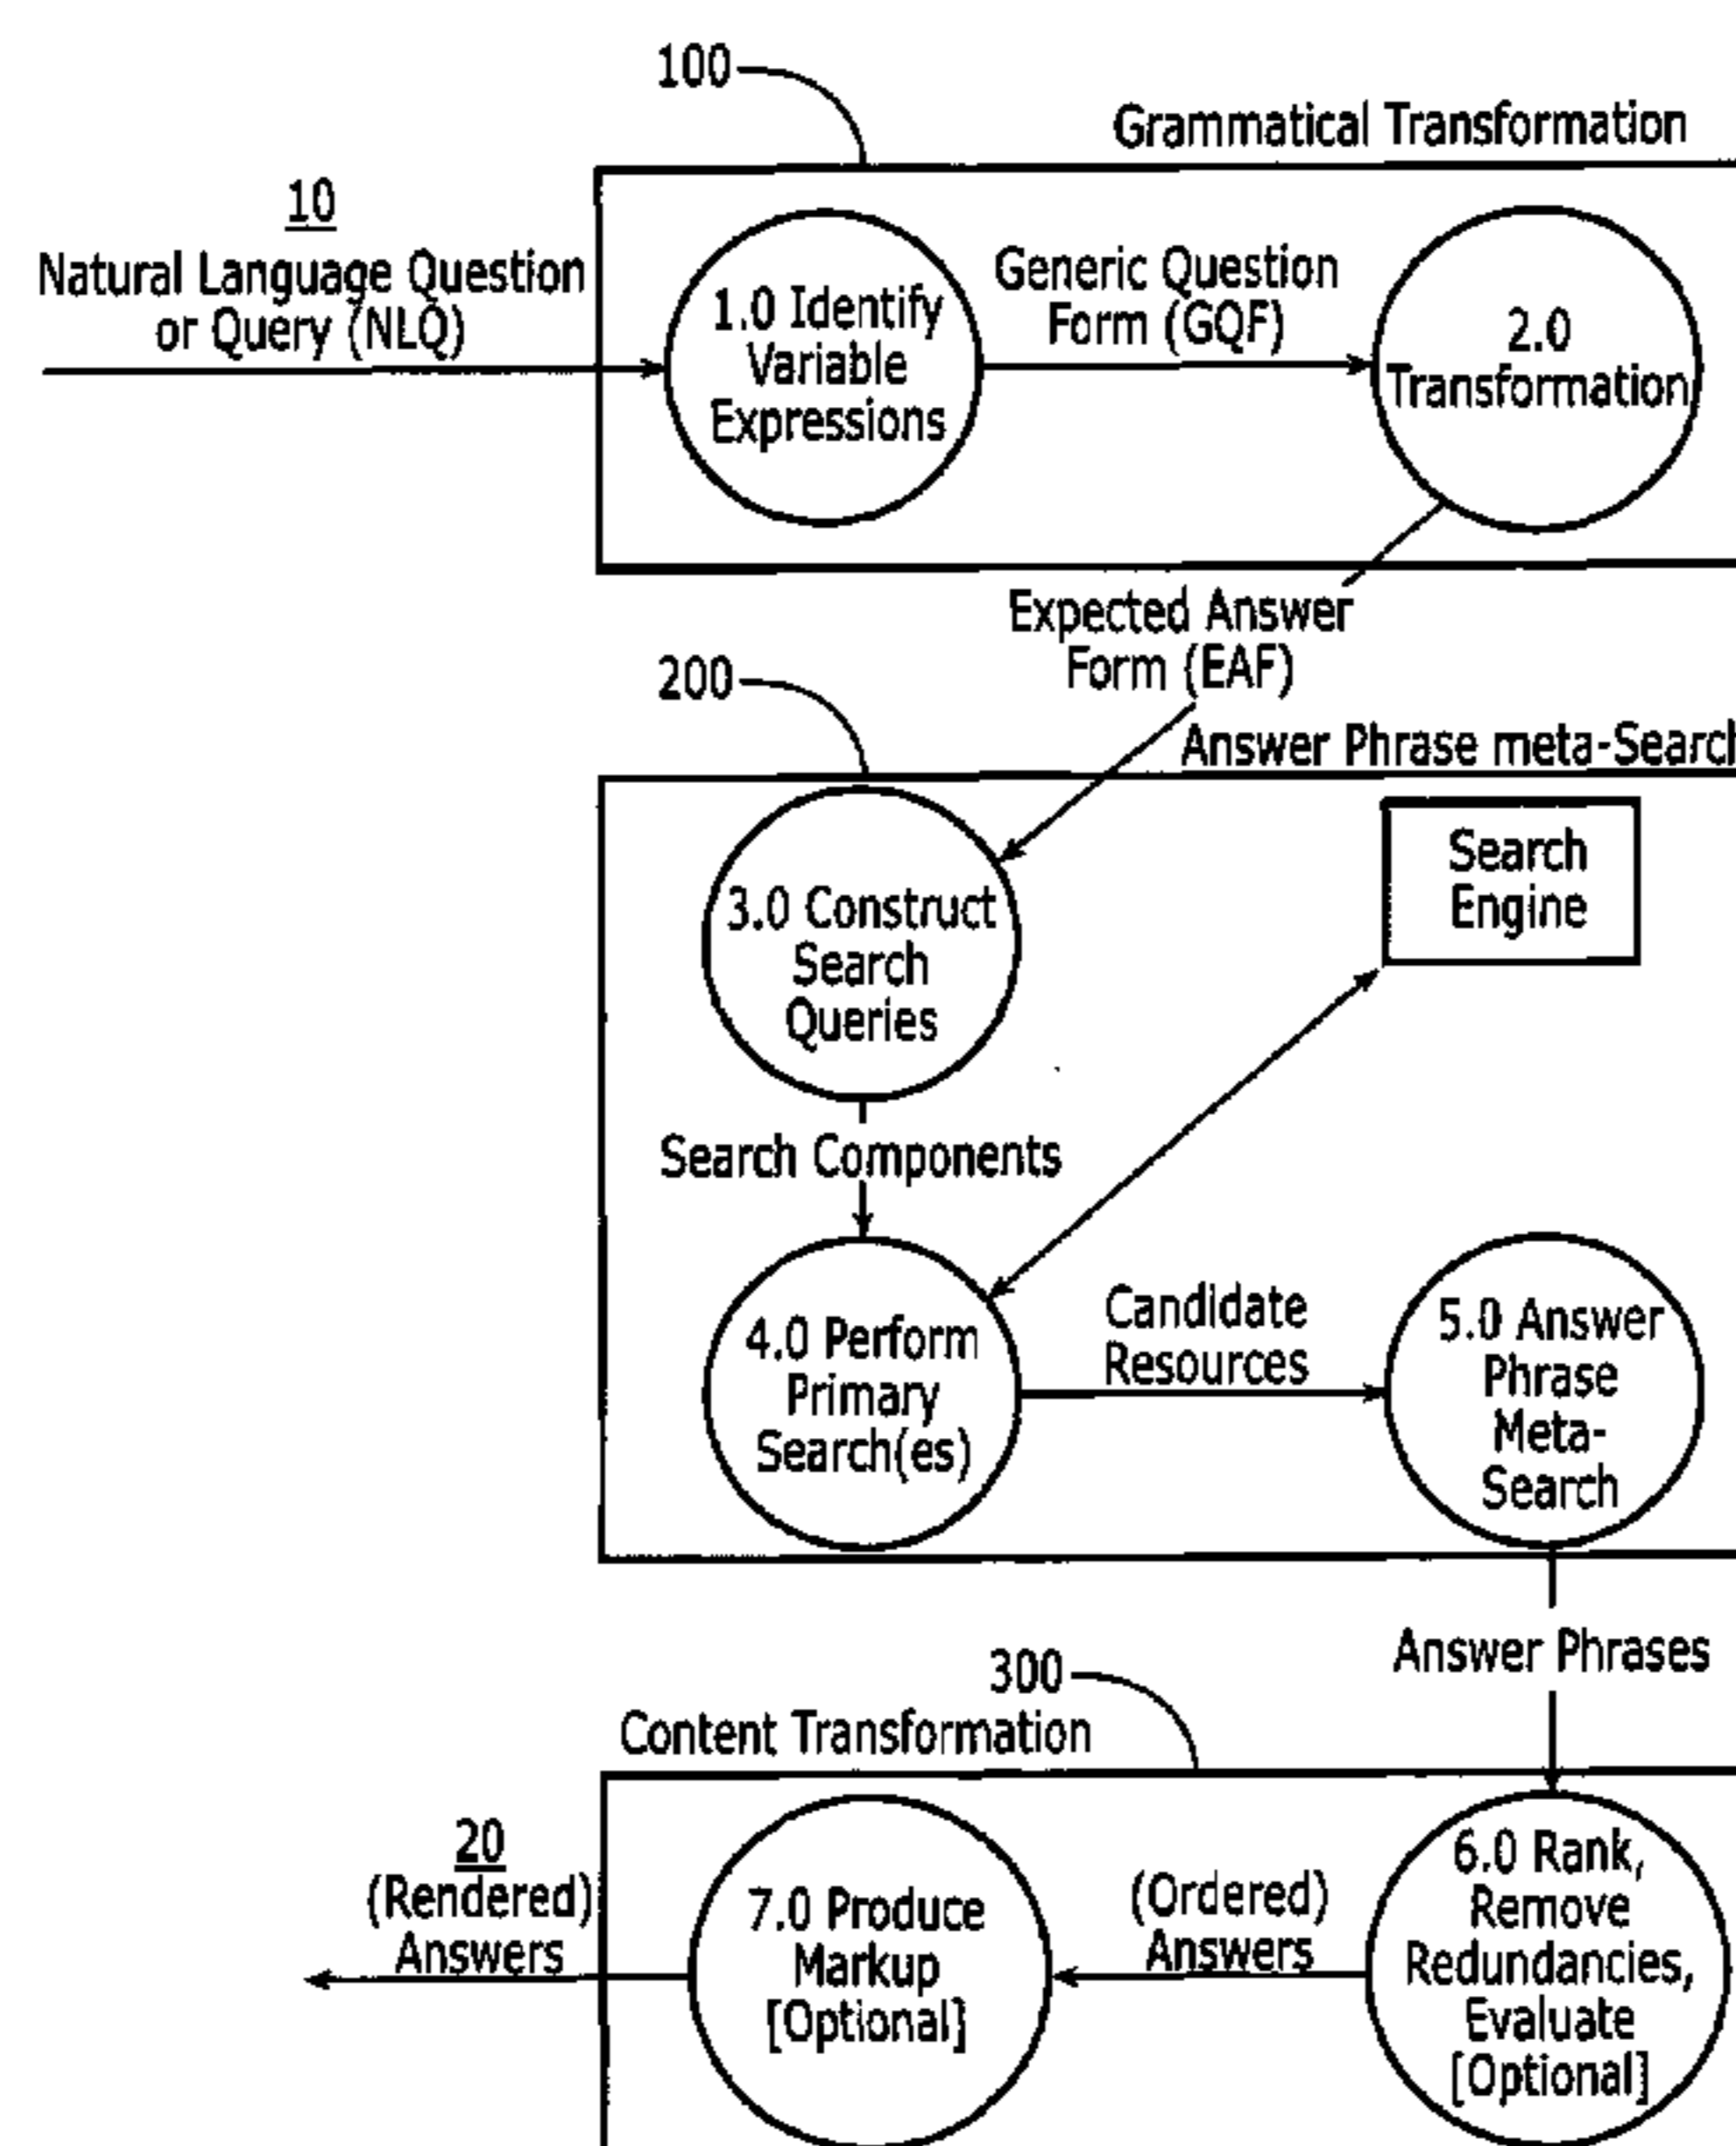 100
Grammatical Transformation
10
Natural Language Question
or Query (NLQ)
1.0 Identify
Variable
Expressions
Generic Question
Form (GQF)
2.0
Transformation
Expected Answer
Form (EAF)
200
Answer Phrase meta-Search
3.0 Construct
Search
Queries
Search
Engine
Search Components
4.0 Perform
Primary
Search(es)
Candidate
Resources
5.0 Answer
Phrase
Meta-
Search
Answer Phrases
300
Content Transformation
20
(Rendered)
Answers
7.0 Produce
Markup
[Optional]
(Ordered)
Answers
6.0 Rank,
Remove
Redundancies,
Evaluate
[Optional]